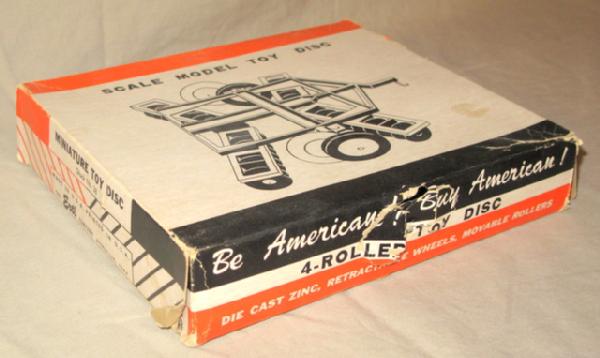 SCALE MODEL TOY DISC
MINIATURE TOY DISC
Be American! Buy American!
4-ROLLER TOY DISC
DIE CAST ZINC, RETRACTABLE WHEELS, MOVABLE ROLLERS